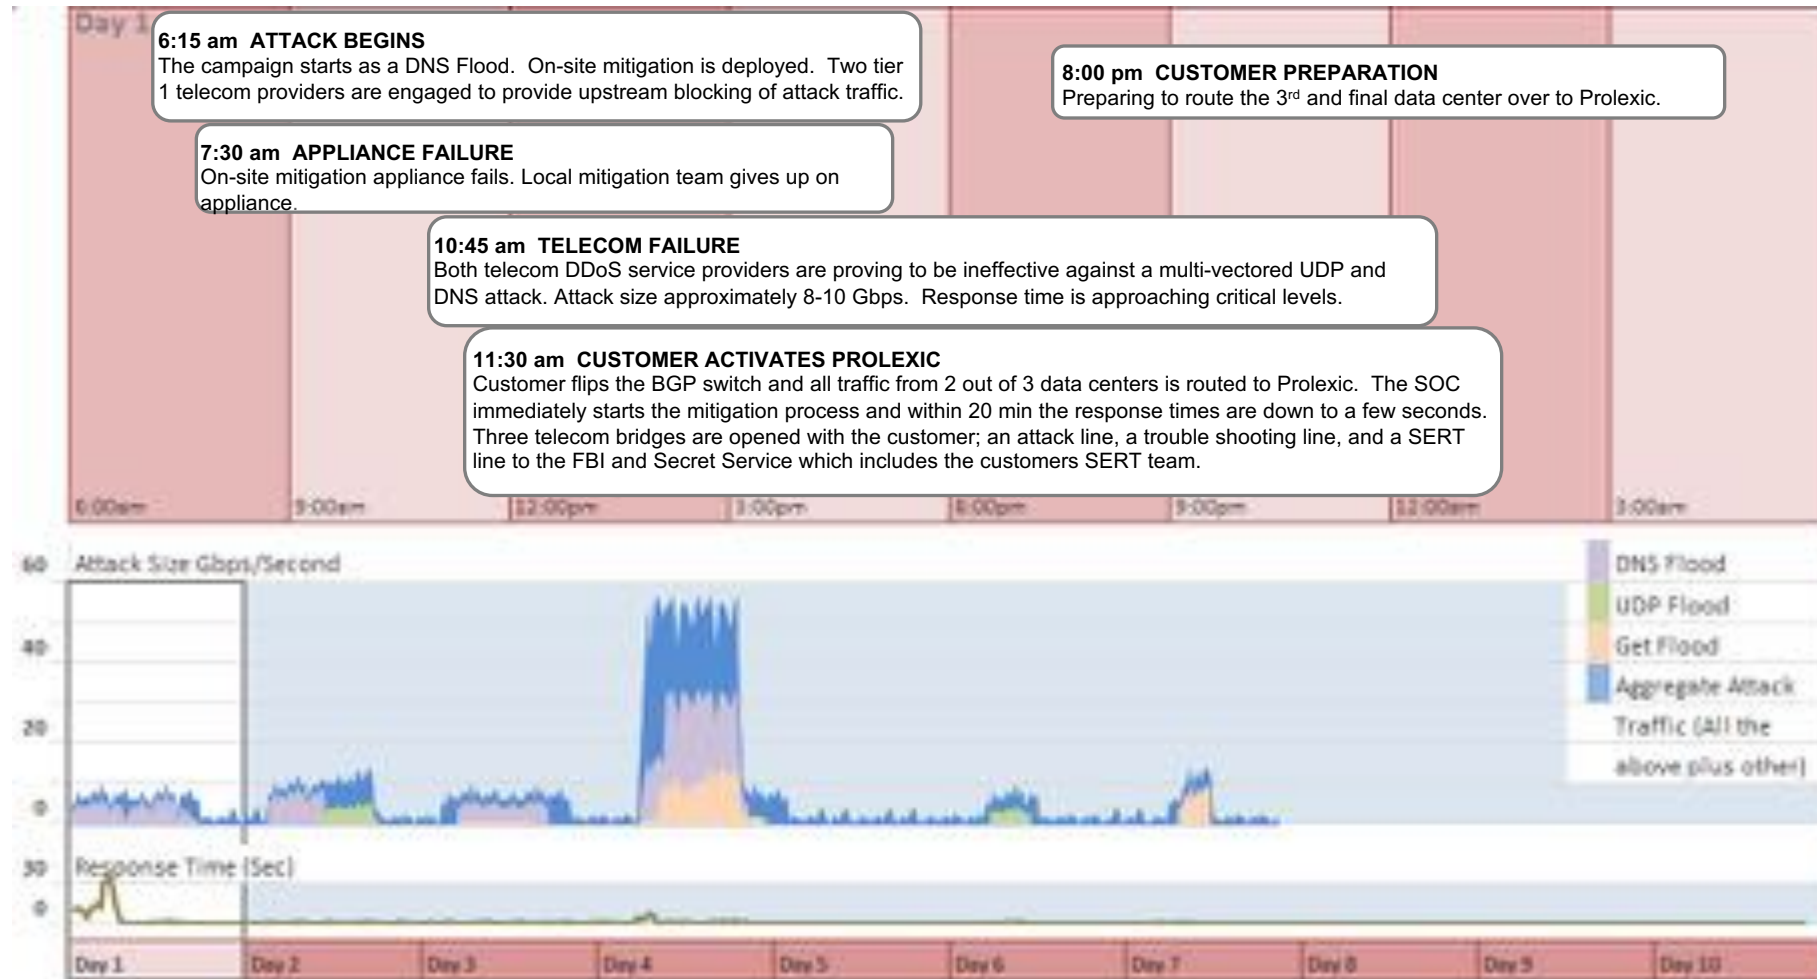 Day 1
6:15 am ATTACK BEGINS
The campaign starts as a DNS Flood. On-site mitigation is deployed. Two tier
1 telecom providers are engaged to provide upstream blocking of attack traffic.
8:00 pm CUSTOMER PREPARATION
Preparing to route the 3rd and final data center over to Prolexic.
7:30 am APPLIANCE FAILURE
On-site mitigation appliance fails. Local mitigation team gives up on
appliance.
10:45 am TELECOM FAILURE
Both telecom DDoS service providers are proving to be ineffective against a multi-vectored UDP and
DNS attack. Attack size approximately 8-10 Gbps. Response time is approaching critical levels.
11:30 am CUSTOMER ACTIVATES PROLEXIC
Customer flips the BGP switch and all traffic from 2 out of 3 data centers is routed to Prolexic. The SOC
immediately starts the mitigation process and within 20 min the response times are down to a few seconds.
Three telecom bridges are opened with the customer; an attack line, a trouble shooting line, and a SERT
line to the FBI and Secret Service which includes the customers SERT team.
6:00am 9:00am 12:00pm 3:00pm 6:00pm 9:00pm 12:00am 3:00am
60 Attack Size Gbps/Second
40
20
0
DNS Flood
UDP Flood
Get Flood
Aggregate Attack
Traffic (All the
above plus other)
30 Response Time (Sec)
0
Day 1 Day 2 Day 3 Day 4 Day 5 Day 6 Day 7 Day 8 Day 9 Day 10